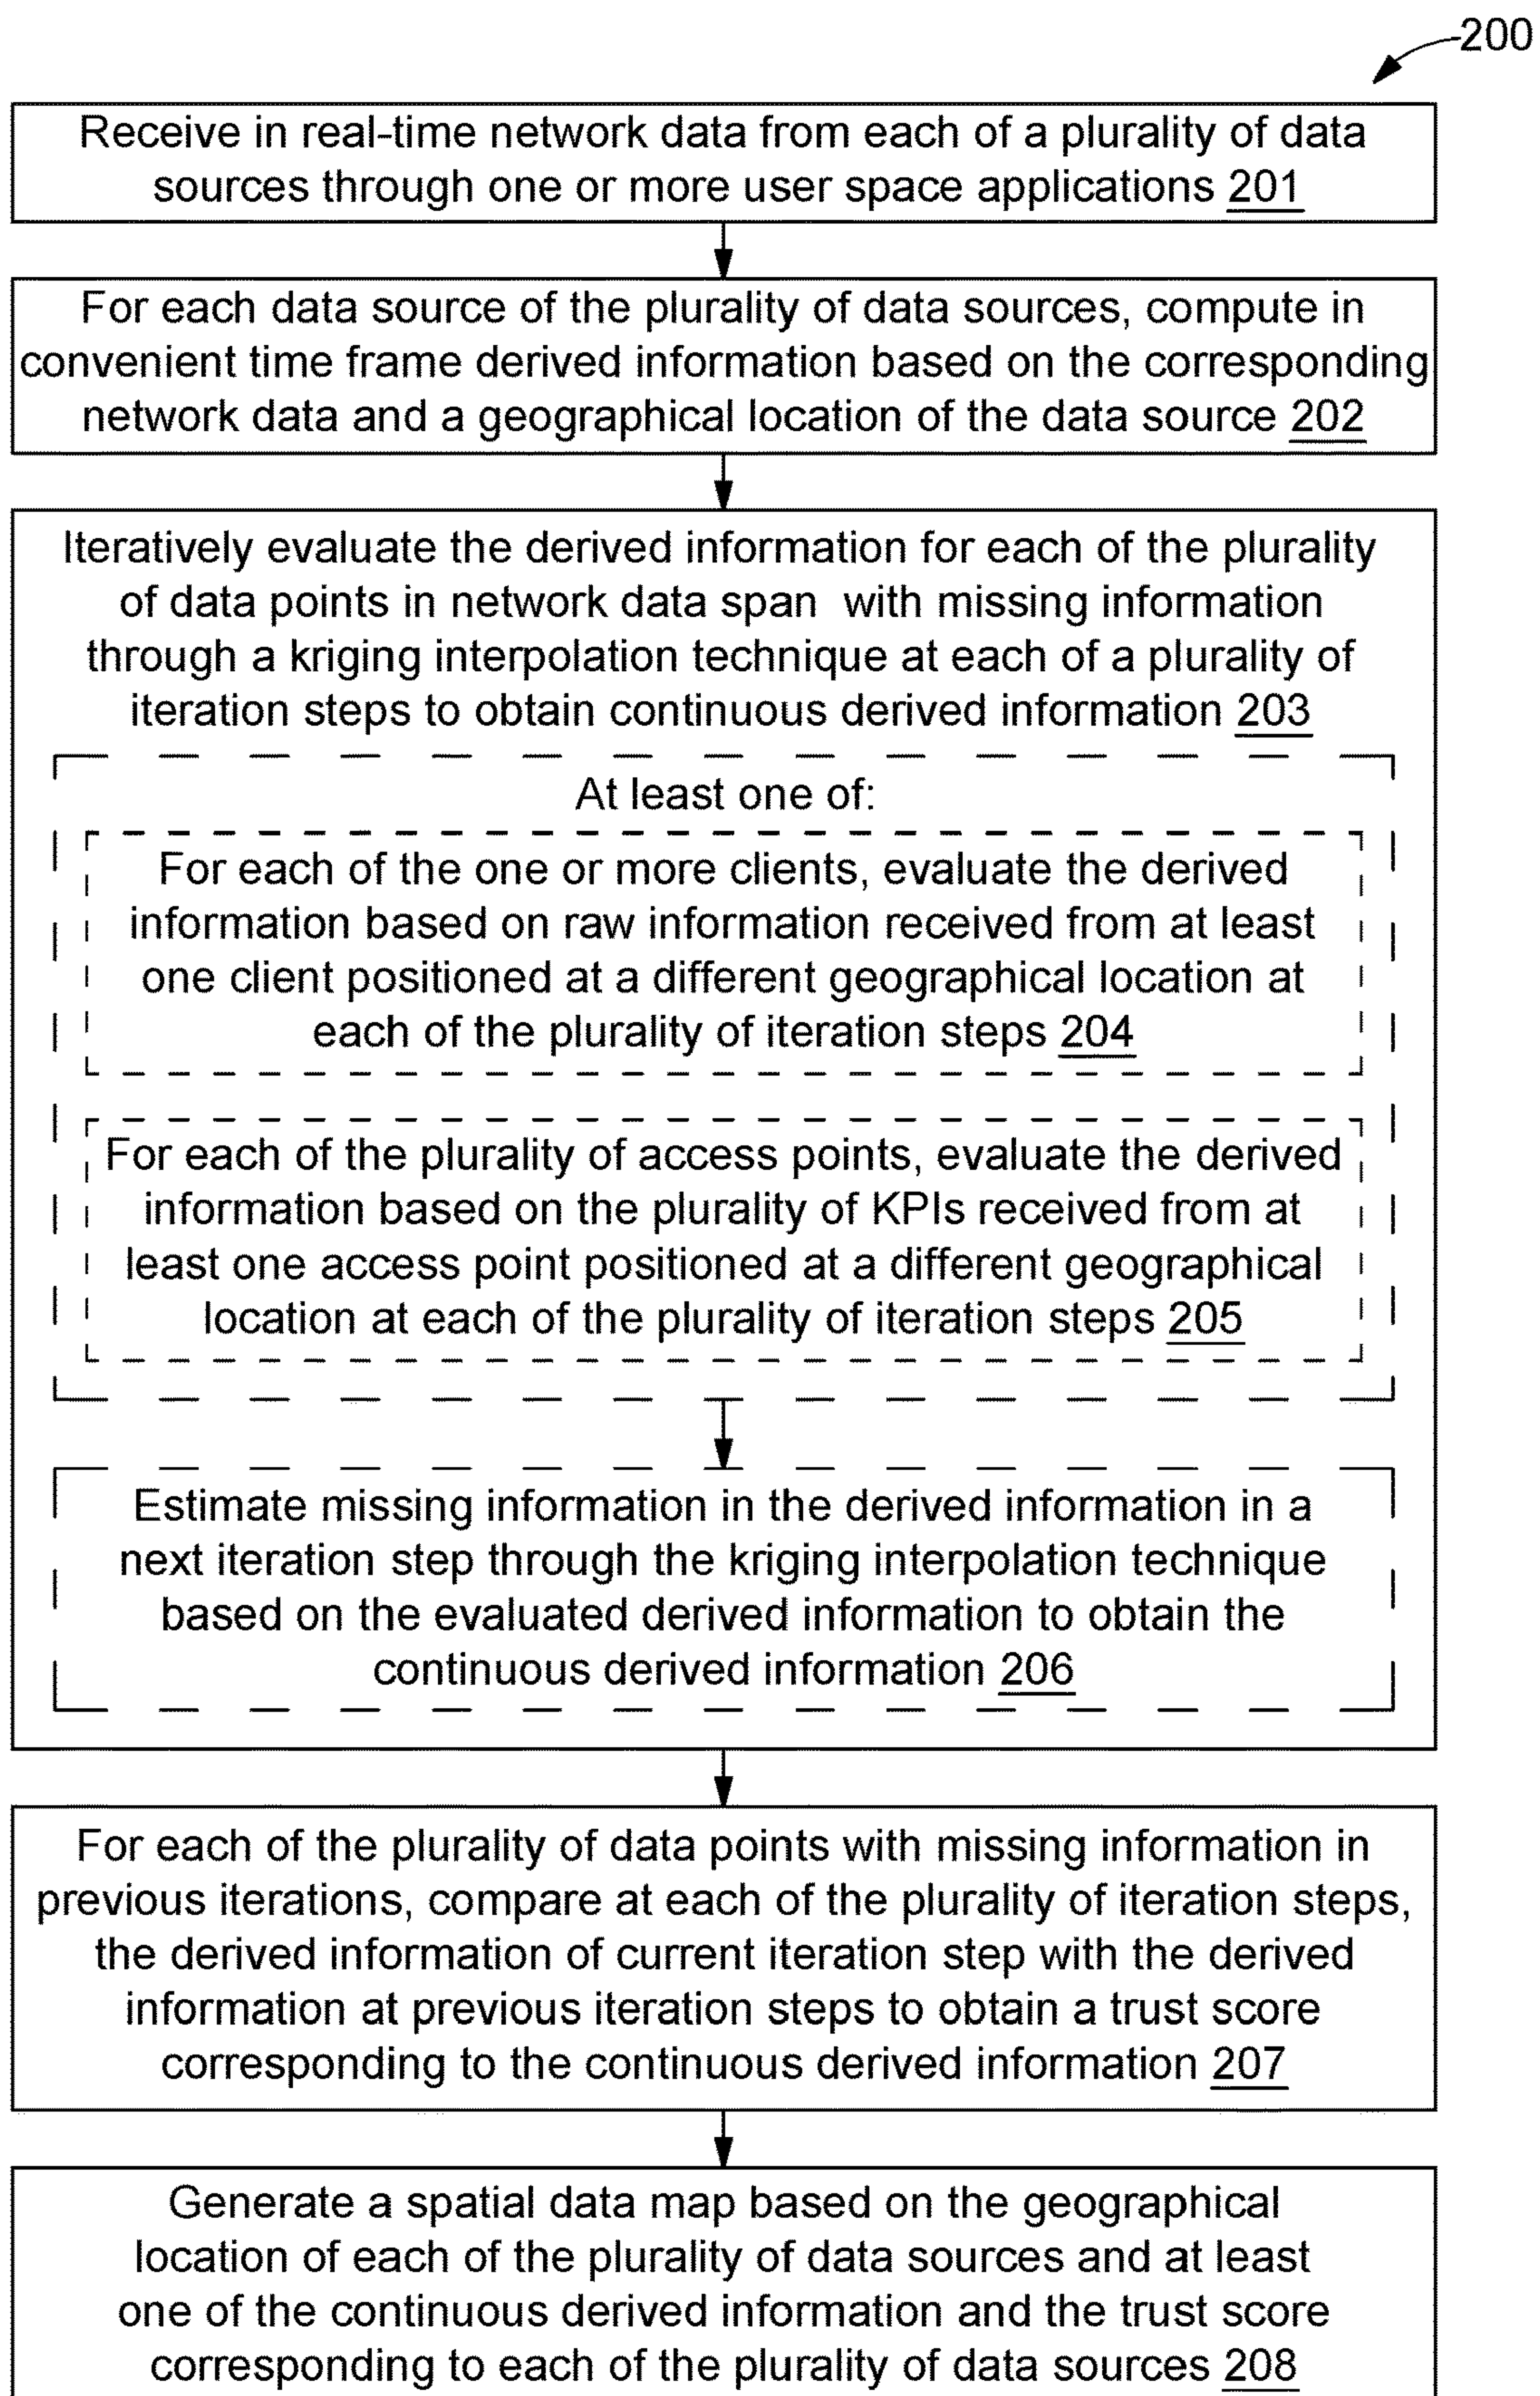 200
Receive in real-time network data from each of a plurality of data
sources through one or more user space applications 201
For each data source of the plurality of data sources, compute in
convenient time frame derived information based on the corresponding
network data and a geographical location of the data source 202
Iteratively evaluate the derived information for each of the plurality
of data points in network data span with missing information
through a kriging interpolation technique at each of a plurality of
iteration steps to obtain continuous derived information 203
At least one of:
For each of the one or more clients, evaluate the derived
information based on raw information received from at least
one client positioned at a different geographical location at
each of the plurality of iteration steps 204
For each of the plurality of access points, evaluate the derived
information based on the plurality of KPIs received from at
least one access point positioned at a different geographical
location at each of the plurality of iteration steps 205
Estimate missing information in the derived information in a
next iteration step through the kriging interpolation technique
based on the evaluated derived information to obtain the
continuous derived information 206
For each of the plurality of data points with missing information in
previous iterations, compare at each of the plurality of iteration steps,
the derived information of current iteration step with the derived
information at previous iteration steps to obtain a trust score
corresponding to the continuous derived information 207
Generate a spatial data map based on the geographical
location of each of the plurality of data sources and at least
one of the continuous derived information and the trust score
corresponding to each of the plurality of data sources 208